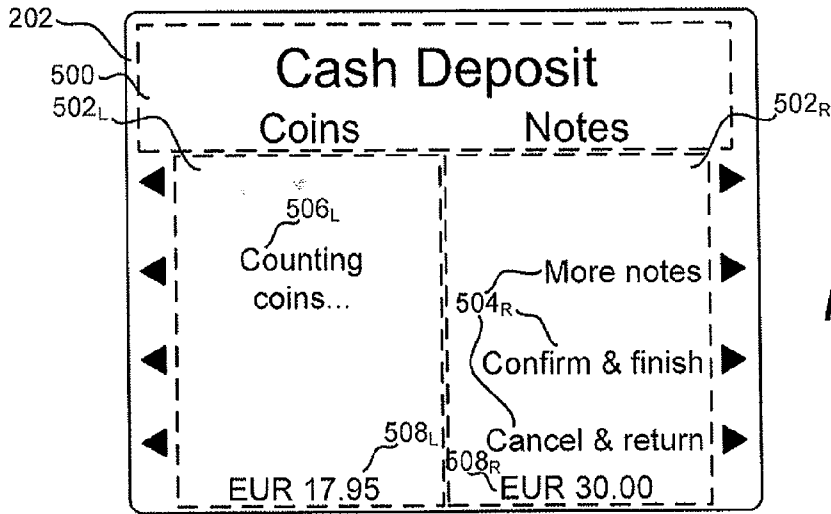 202
500
Cash Deposit
502L
502R
Coins Notes
506L
Counting
coins...
More notes
504R
Confirm & finish
508L
Cancel & return
508R
EUR 17.95 EUR 30.00